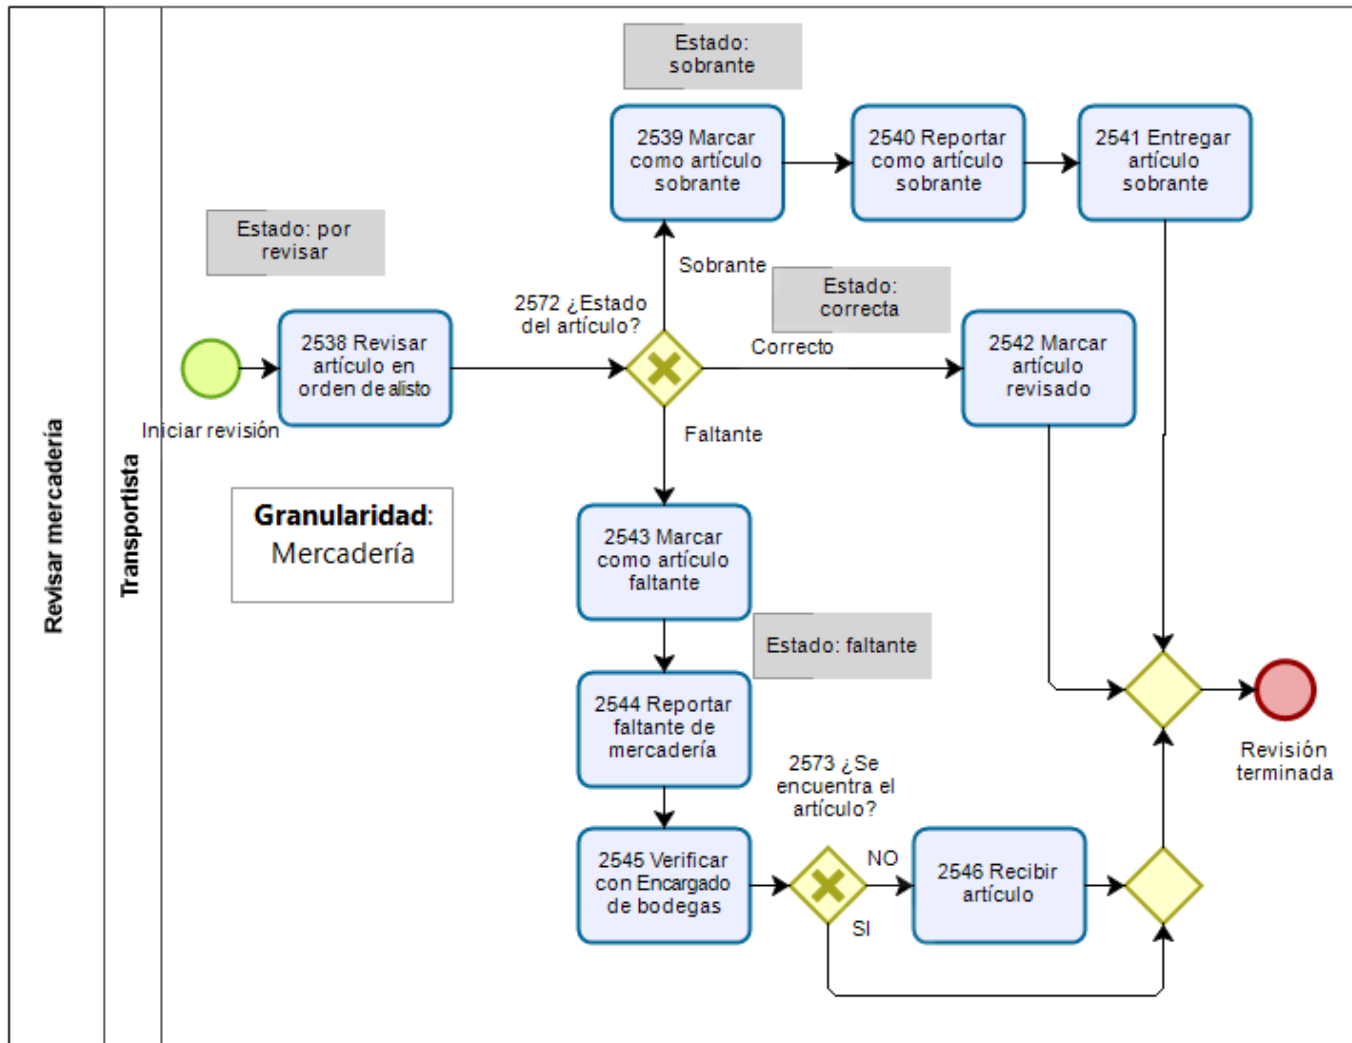 Revisar mercadería
Transportista
Estado:
sobrante
2539 Marcar
como artículo
sobrante
2540 Reportar
como artículo
sobrante
2541 Entregar
artículo
sobrante
Estado: por
revisar
Sobrante
Estado:
correcta
2572 ¿Estado
del artículo?
Correcto
2538 Revisar
artículo en
orden de alisto
2542 Marcar
artículo
revisado
Iniciar revisión
Faltante
Granularidad:
Mercadería
2543 Marcar
como artículo
faltante
Estado: faltante
2544 Reportar
faltante de
mercadería
2573 ¿Se
encuentra el
artículo?
Revisión
terminada
2545 Verificar
con Encargado
de bodegas
NO
SI
2546 Recibir
artículo